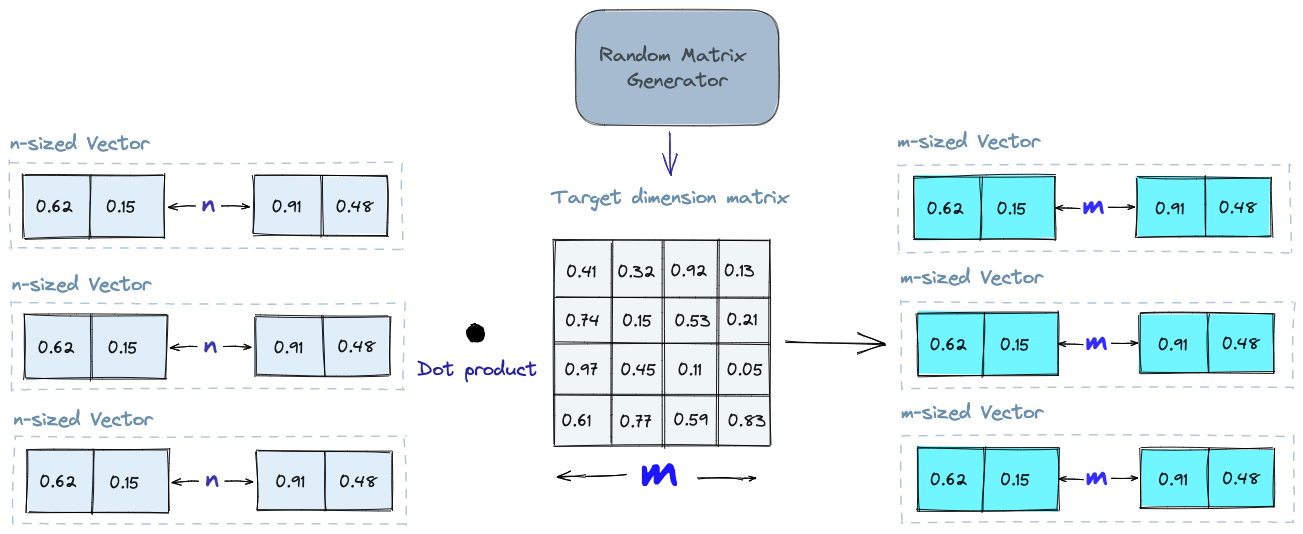 Random Matrix
Generator
n-sized Vector
0.62 0.15 n 0.91 0.48
n-sized Vector
0.62 0.15 n 0.91 0.48
n-sized Vector
0.62 0.15 n 0.91 0.48
Dot product
Target dimension matrix
0.41 0.32 0.92 0.13
0.74 0.15 0.53 0.21
0.97 0.45 0.11 0.05
0.61 0.77 0.59 0.83
m
m-sized Vector
0.62 0.15 m 0.91 0.48
m-sized Vector
0.62 0.15 m 0.91 0.48
m-sized Vector
0.62 0.15 m 0.91 0.48